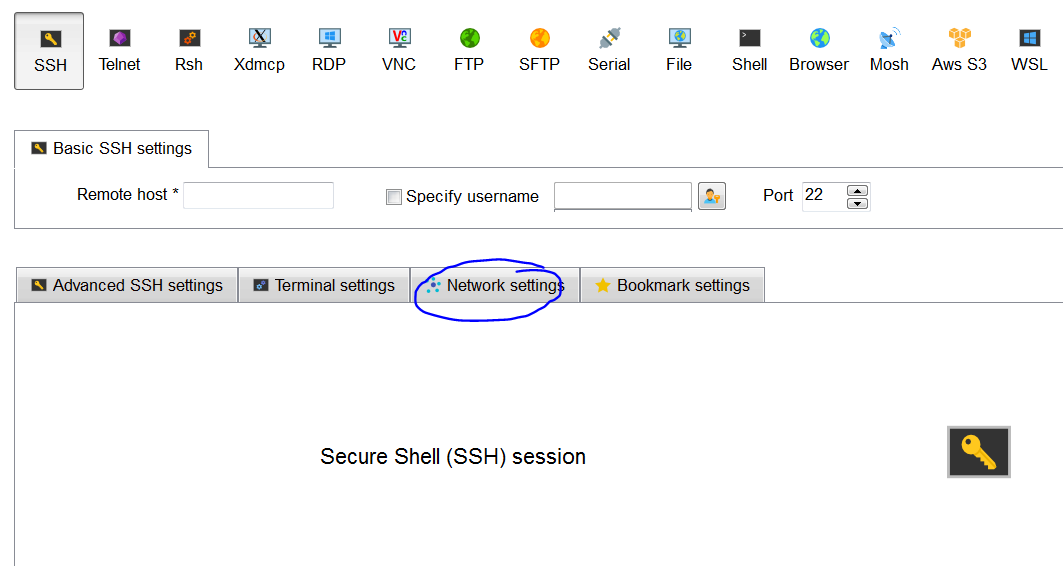 SSH Telnet Rsh Xdmcp RDP VNC FTP SFTP Serial File Shell Browser Mosh Aws S3 WSL
Basic SSH settings
Remote host * Specify username Port 22
Advanced SSH settings Terminal settings Network settings Bookmark settings
Secure Shell (SSH) session